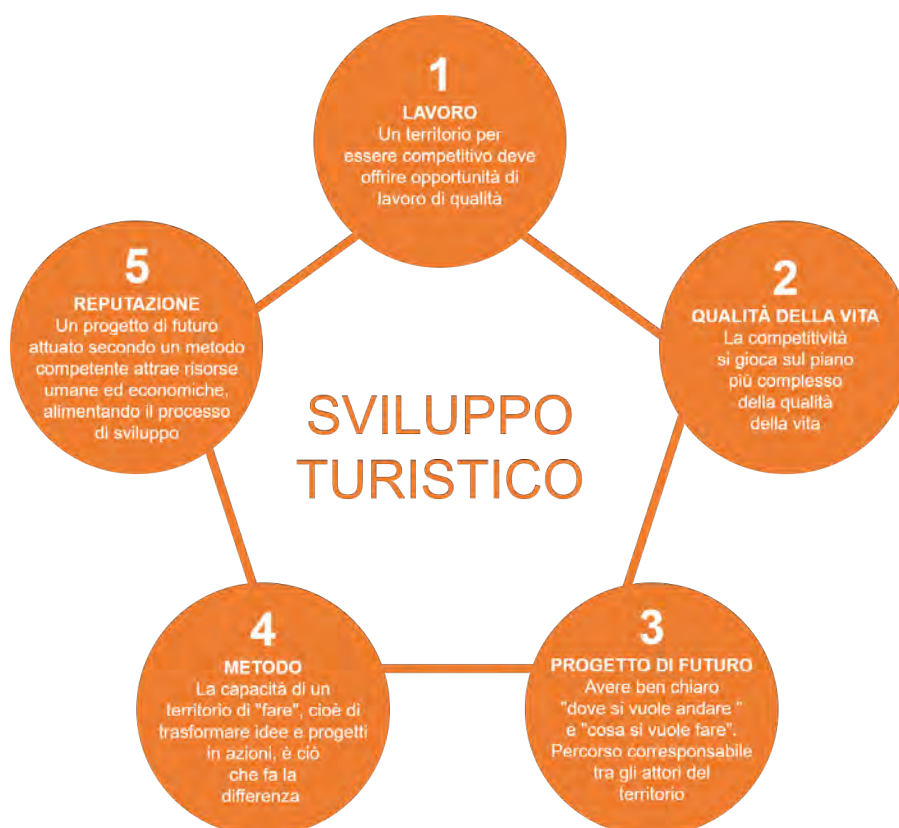 1
LAVORO
Un territorio per
essere competitivo deve
offrire opportunità di
lavoro di qualità
2
QUALITÀ DELLA VITA
La competitività
si gioca sul piano
più complesso
della qualità
della vita
3
PROGETTO DI FUTURO
Avere ben chiaro
"dove si vuole andare "
e "cosa si vuole fare".
Percorso corresponsabile
tra gli attori del
territorio
4
METODO
La capacità di un
territorio di "fare", cioè di
trasformare idee e progetti
in azioni, è ciò
che fa la
differenza
5
REPUTAZIONE
Un progetto di futuro
attuato secondo un metodo
competente attrae risorse
umane ed economiche,
alimentando il processo
di sviluppo
SVILUPPO
TURISTICO